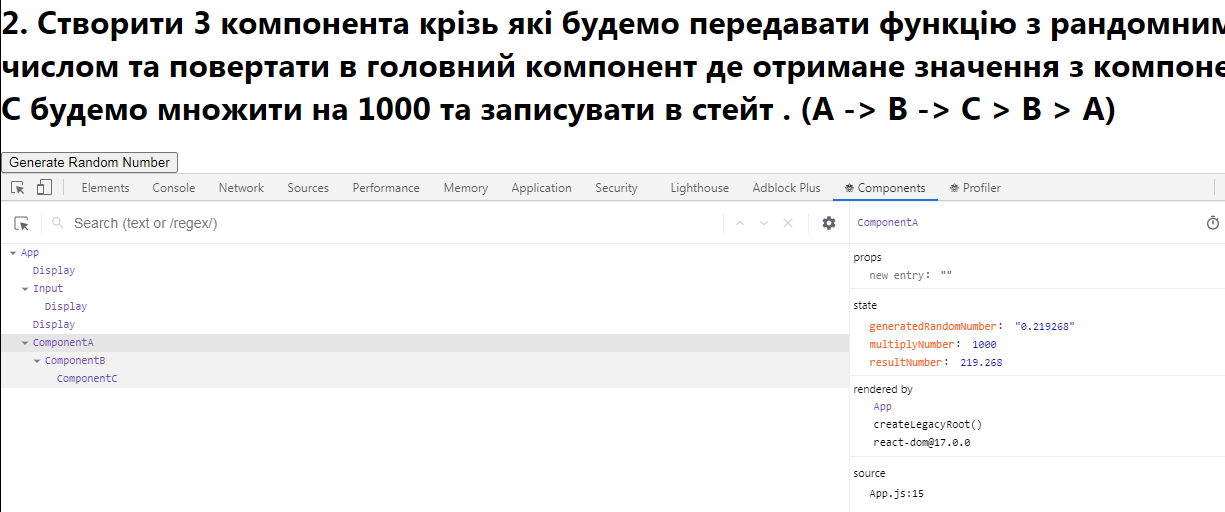 2. Створити 3 компонента крізь які будемо передавати функцію з рандомним
числом та повертати в головний компонент де отримане значення з компоне
С будемо множити на 1000 та записувати в стейт . (A -> B -> C > B > A)
Generate Random Number
Elements Console Network Sources Performance Memory Application Security Lighthouse Adblock Plus Components Profiler
Search (text or /regex/)
ComponentA
App
Display
Input
Display
Display
ComponentA
ComponentB
ComponentC
props
new entry: ""
state
generatedRandomNumber: "0.219268"
multiplyNumber: 1000
resultNumber: 219.268
rendered by
App
createLegacyRoot()
react-dom@17.0.0
source
App.js:15